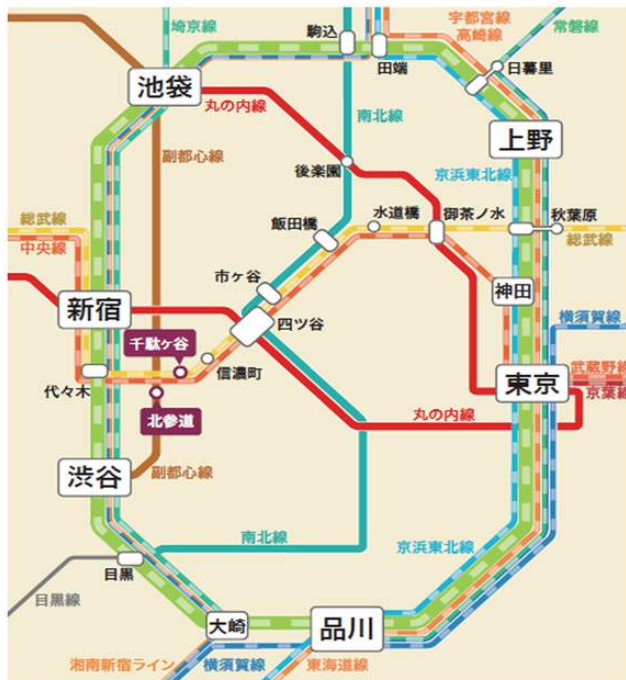 埼京線
駒込
宇都宮線
高崎線
常磐線
田端
日暮里
池袋
丸の内線
南北線
上野
副都心線
後楽園
京浜東北線
飯田橋
水道橋
御茶ノ水
秋葉原
総武線
総武線
中央線
市ヶ谷
神田
新宿
四ツ谷
横須賀線
千駄ヶ谷
信濃町
武蔵野線
代々木
東京
京葉線
北参道
丸の内線
渋谷
副都心線
南北線
京浜東北線
目黒
目黒線
大崎
品川
湘南新宿ライン
横須賀線
東海道線